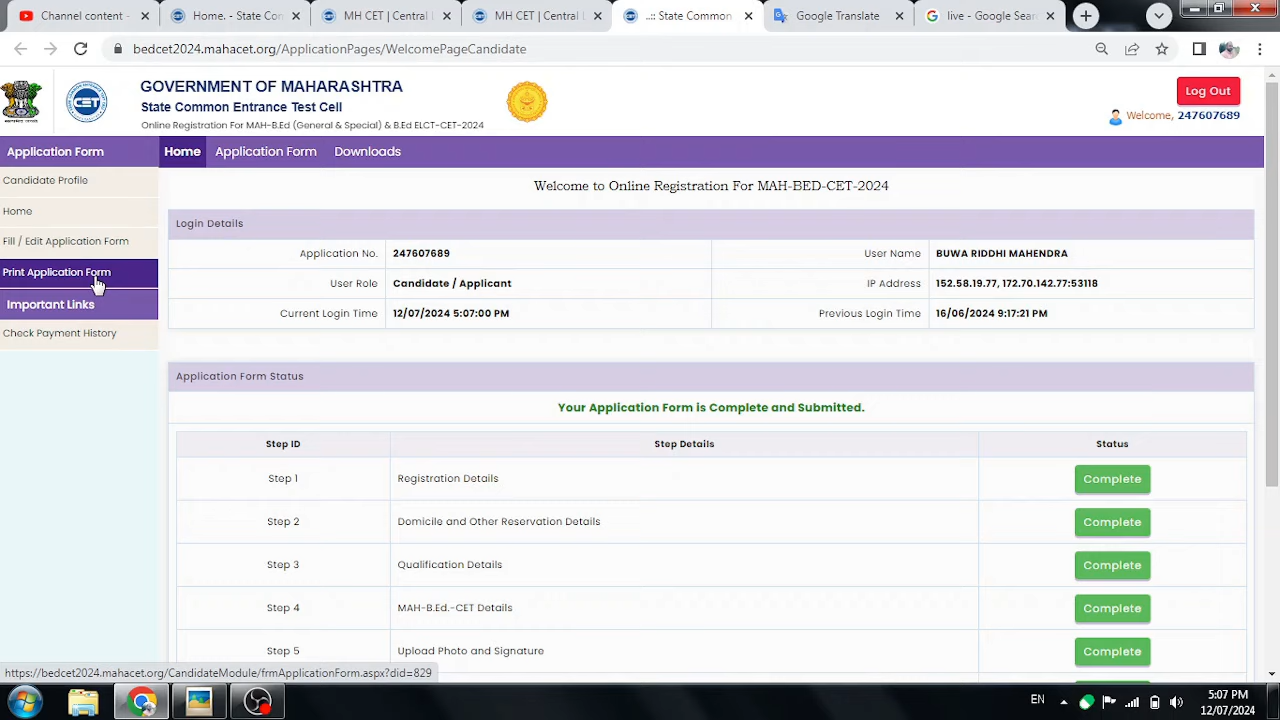 Channel content -
Home. - State Com
MH CET | Central
MH CET | Central
..:: State Common
Google Translate
live - Google Sear
bedcet2024.mahacet.org/ApplicationPages/WelcomePageCandidate
GOVERNMENT OF MAHARASHTRA
State Common Entrance Test Cell
Online Registration For MAH-B.Ed (General & Special) & B.Ed ELCT-CET-2024
CET
Log Out
Welcome, 247607689
Application Form
Home
Application Form
Downloads
Candidate Profile
Home
Fill / Edit Application Form
Print Application Form
Important Links
Check Payment History
Welcome to Online Registration For MAH-BED-CET-2024
Login Details
Application No. 247607689 User Name BUWA RIDDHI MAHENDRA
User Role Candidate / Applicant IP Address 152.58.19.77, 172.70.142.77:53118
Current Login Time 12/07/2024 5:07:00 PM Previous Login Time 16/06/2024 9:17:21 PM
Application Form Status
Your Application Form is Complete and Submitted.
Step ID Step Details Status
Step 1 Registration Details Complete
Step 2 Domicile and Other Reservation Details Complete
Step 3 Qualification Details Complete
Step 4 MAH-B.Ed.-CET Details Complete
Step 5 Upload Photo and Signature Complete
https://bedcet2024.mahacet.org/CandidateModule/frmApplicationForm.aspx?did=829
EN
5:07 PM
12/07/2024